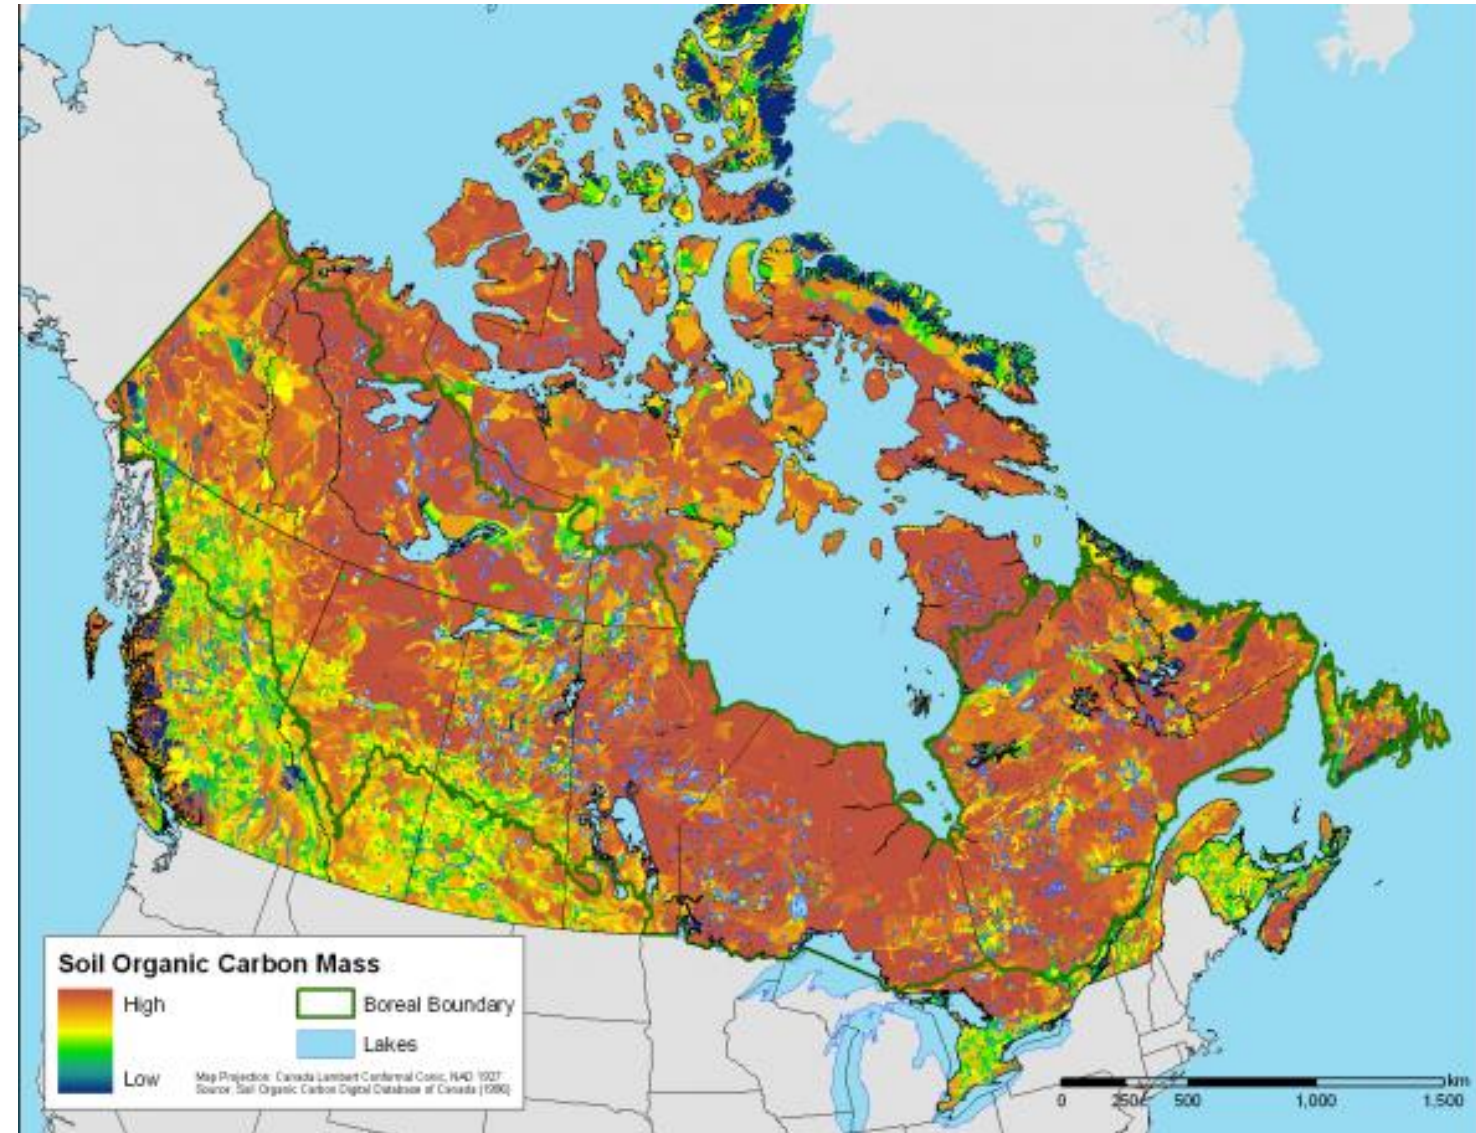 Soil Organic Carbon Mass
High
Low
Boreal Boundary
Lakes
Map Projection: Canada Lambert Conformal Conic, NAD 1927
Source: Soil Organic Carbon Digital Database of Canada (1996)
km
0 250 500 1,000 1,500